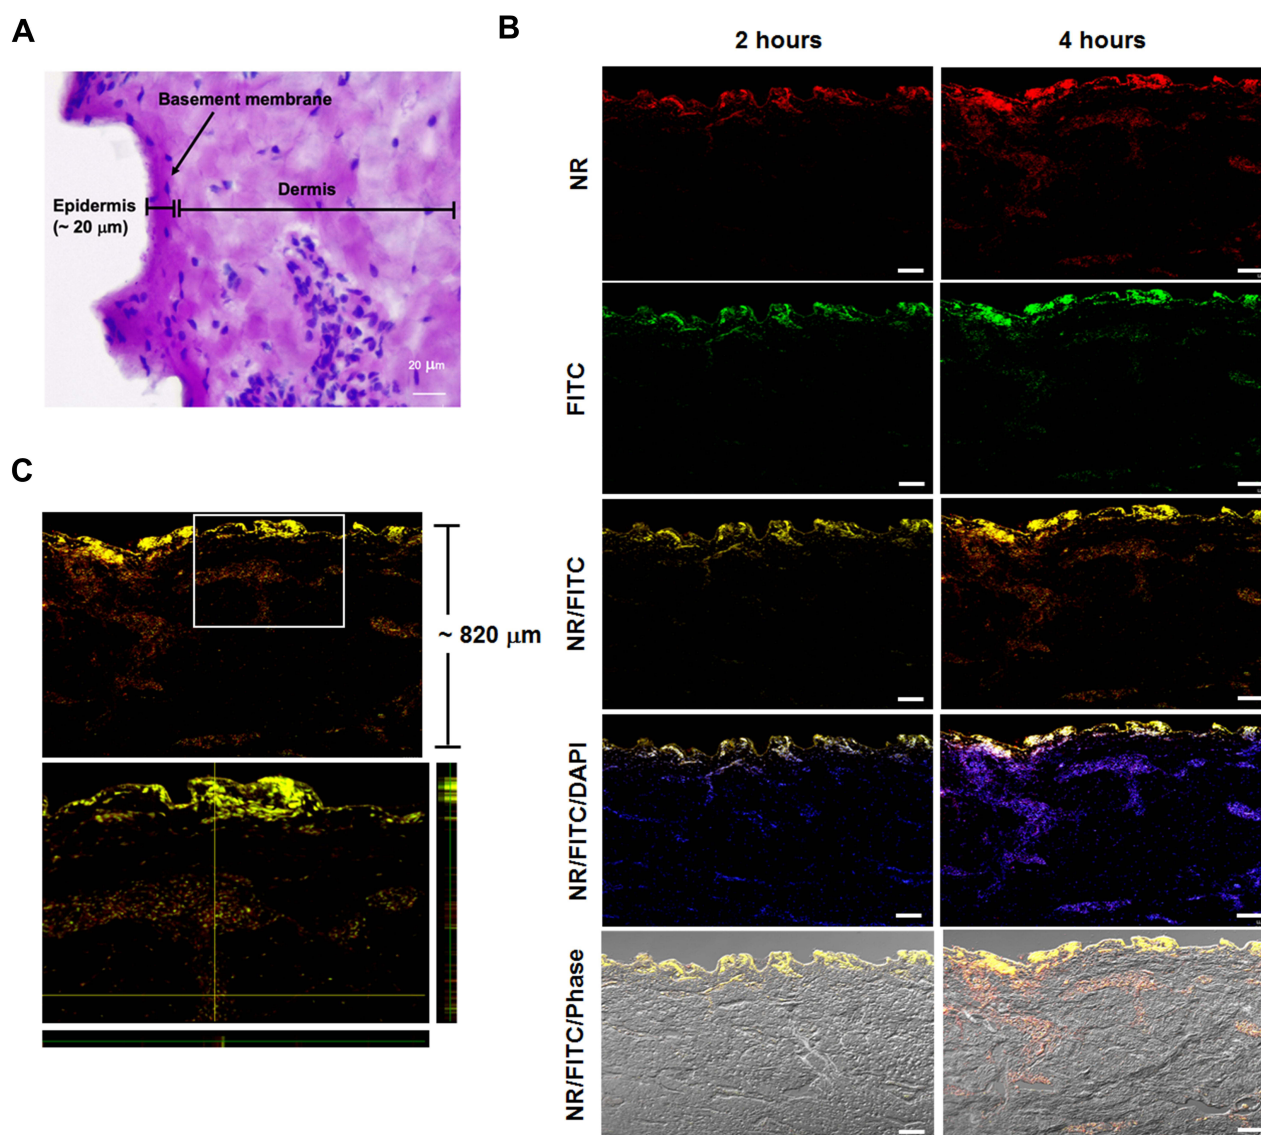 A
Basement membrane
Dermis
Epidermis
(~ 20 μm)
20 μm
B
2 hours
4 hours
NR
FITC
NR/FITC
NR/FITC/DAPI
NR/FITC/Phase
C
~ 820 μm